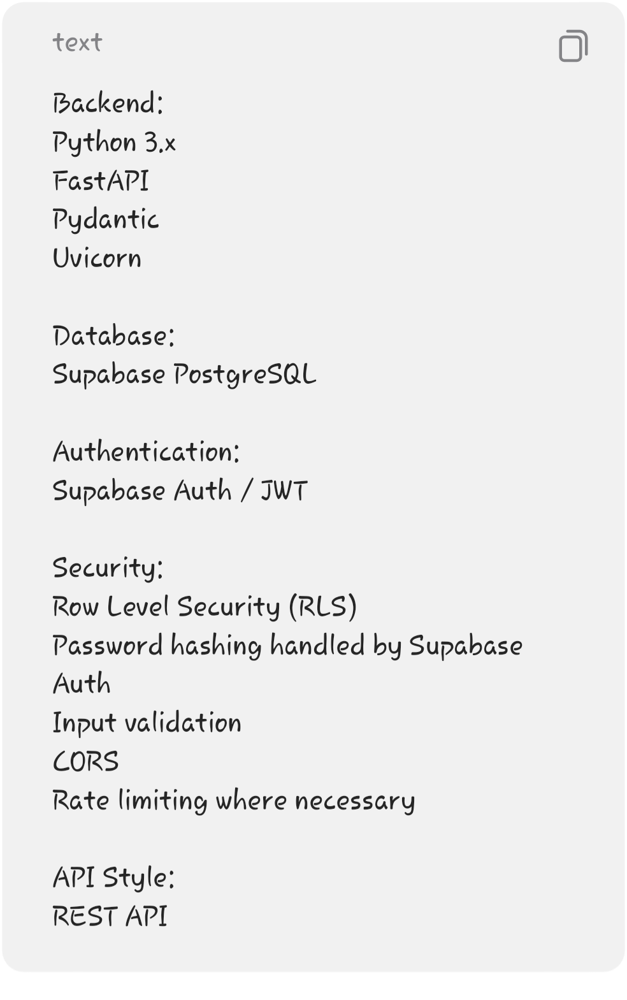 text
Backend:
Python 3.x
FastAPI
Pydantic
Uvicorn
Database:
Supabase PostgreSQL
Authentication:
Supabase Auth / JWT
Security:
Row Level Security (RLS)
Password hashing handled by Supabase
Auth
Input validation
CORS
Rate limiting where necessary
API Style:
REST API